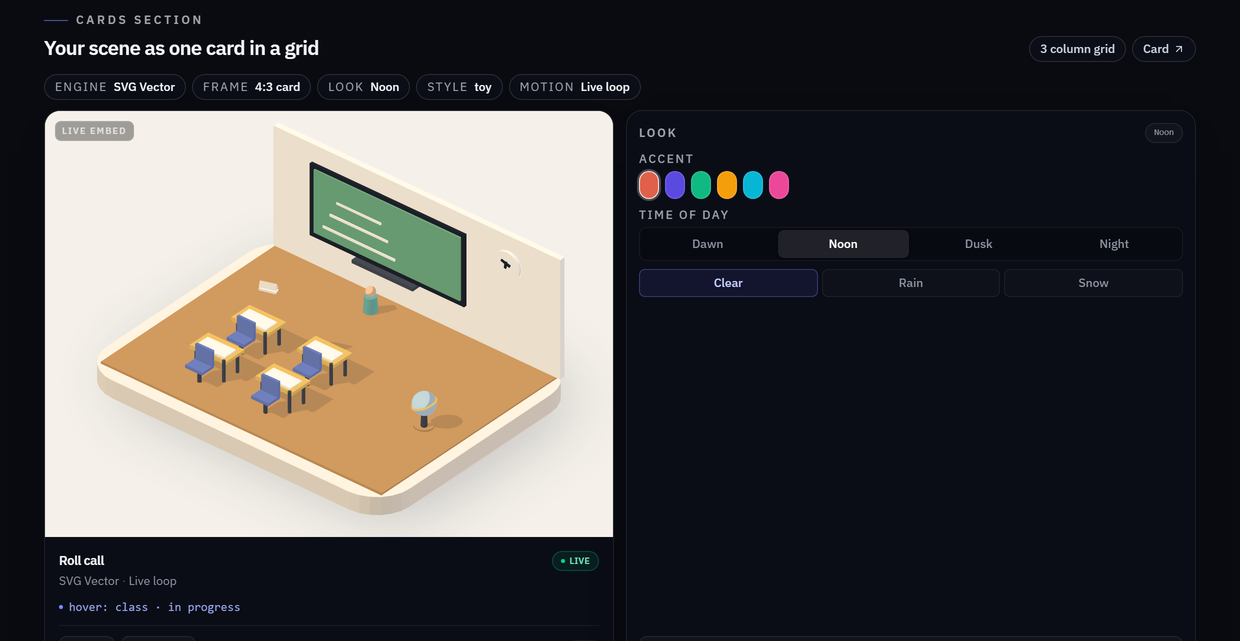 CARDS SECTION
Your scene as one card in a grid
3 column grid
Card ↗
ENGINE SVG Vector
FRAME 4:3 card
LOOK Noon
STYLE toy
MOTION Live loop
LIVE EMBED
Roll call
LIVE
SVG Vector · Live loop
hover: class · in progress
LOOK
Noon
ACCENT
TIME OF DAY
Dawn
Noon
Dusk
Night
Clear
Rain
Snow